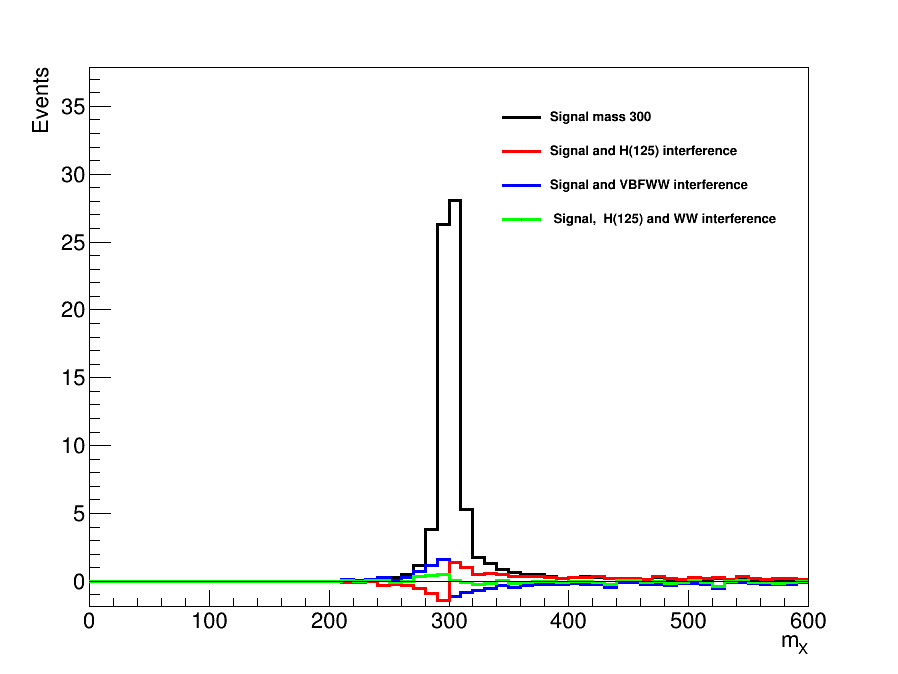 Events
35
30
25
20
15
10
5
0
Signal mass 300
Signal and H(125) interference
Signal and VBFWW interference
Signal, H(125) and WW interference
0 100 200 300 400 500 600
mX